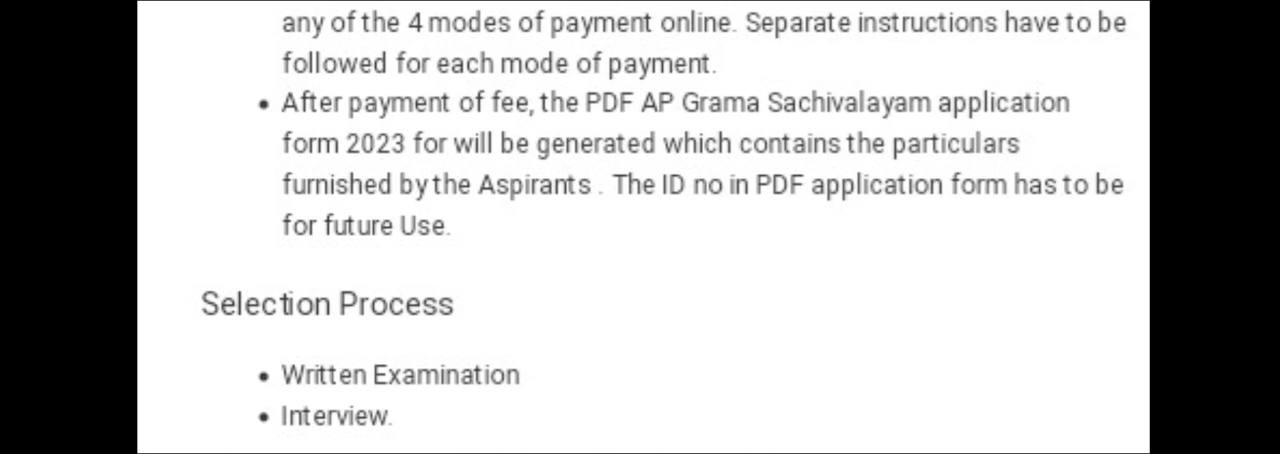 any of the 4 modes of payment online. Separate instructions have to be
followed for each mode of payment.
• After payment of fee, the PDF AP Grama Sachivalayam application
form 2023 for will be generated which contains the particulars
furnished by the Aspirants . The ID no in PDF application form has to be
for future Use.
Selection Process
• Written Examination
• Interview.